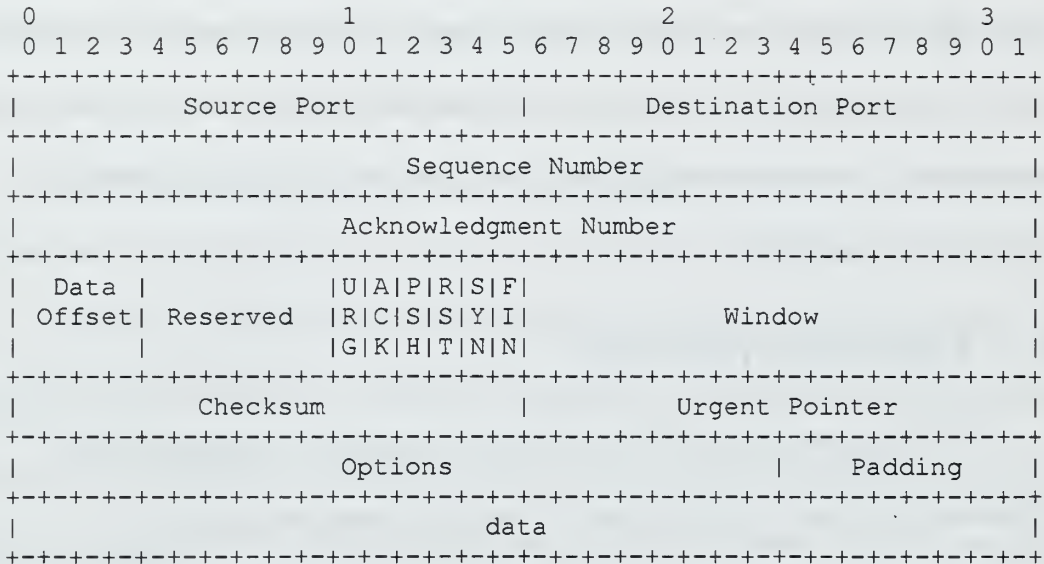 0                   1                   2                   3
 0 1 2 3 4 5 6 7 8 9 0 1 2 3 4 5 6 7 8 9 0 1 2 3 4 5 6 7 8 9 0 1
+-+-+-+-+-+-+-+-+-+-+-+-+-+-+-+-+-+-+-+-+-+-+-+-+-+-+-+-+-+-+-+-+
|          Source Port          |       Destination Port        |
+-+-+-+-+-+-+-+-+-+-+-+-+-+-+-+-+-+-+-+-+-+-+-+-+-+-+-+-+-+-+-+-+
|                        Sequence Number                        |
+-+-+-+-+-+-+-+-+-+-+-+-+-+-+-+-+-+-+-+-+-+-+-+-+-+-+-+-+-+-+-+-+
|                    Acknowledgment Number                      |
+-+-+-+-+-+-+-+-+-+-+-+-+-+-+-+-+-+-+-+-+-+-+-+-+-+-+-+-+-+-+-+-+
|  Data |           |U|A|P|R|S|F|                               |
| Offset| Reserved  |R|C|S|S|Y|I|            Window             |
|       |           |G|K|H|T|N|N|                               |
+-+-+-+-+-+-+-+-+-+-+-+-+-+-+-+-+-+-+-+-+-+-+-+-+-+-+-+-+-+-+-+-+
|           Checksum            |         Urgent Pointer        |
+-+-+-+-+-+-+-+-+-+-+-+-+-+-+-+-+-+-+-+-+-+-+-+-+-+-+-+-+-+-+-+-+
|                    Options                    |    Padding    |
+-+-+-+-+-+-+-+-+-+-+-+-+-+-+-+-+-+-+-+-+-+-+-+-+-+-+-+-+-+-+-+-+
|                             data                              |
+-+-+-+-+-+-+-+-+-+-+-+-+-+-+-+-+-+-+-+-+-+-+-+-+-+-+-+-+-+-+-+-+